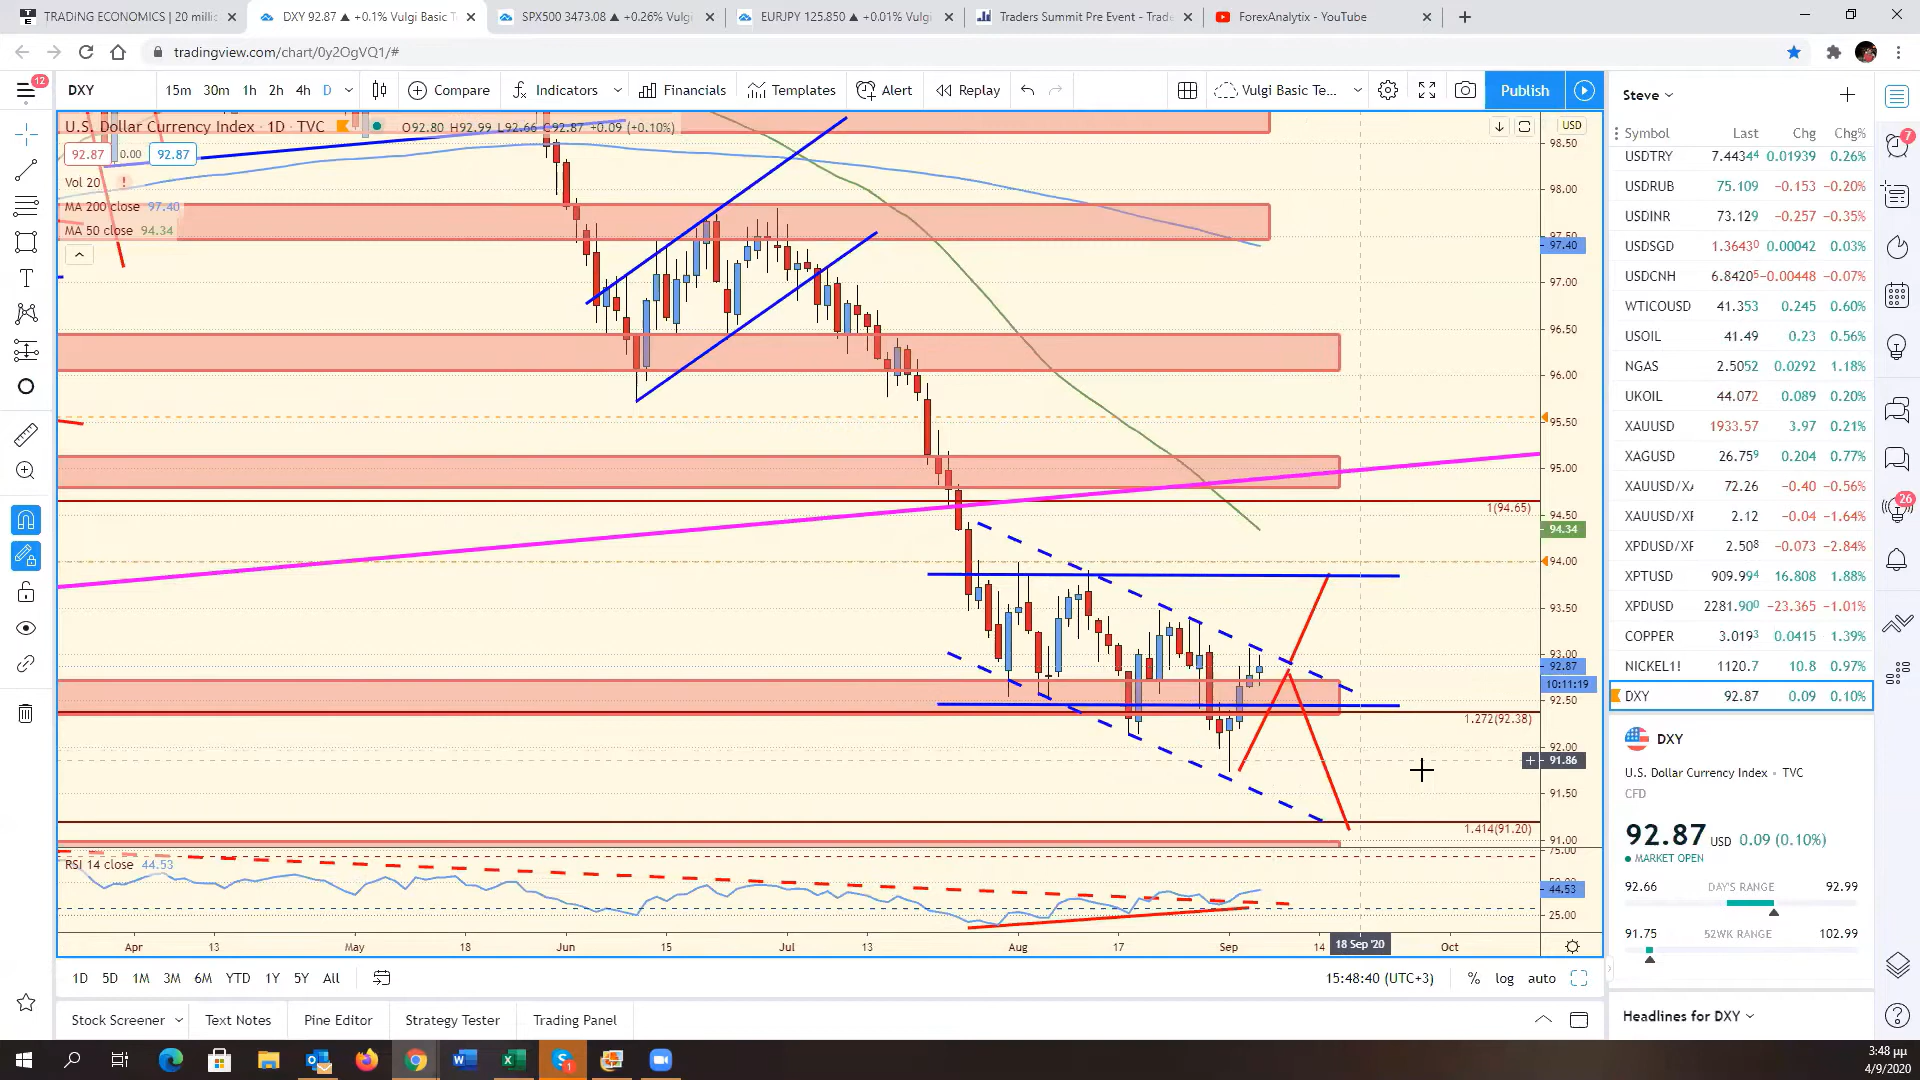 TRADING ECONOMICS | 20 milli
DXY 92.87 ▲ +0.1% Vulgi Basic T
SPX500 3473.08 ▲ +0.26% Vulgi
EURJPY 125.850 ▲ +0.01% Vulgi
Traders Summit Pre Event - Trade
ForexAnalytix - YouTube
tradingview.com/chart/0y2OgVQ1/#
12
DXY
15m 30m 1h 2h 4h D
Compare
Indicators
Financials
Templates
Alert
Replay
Vulgi Basic Te...
Publish
U.S. Dollar Currency Index · 1D · TVC O92.80 H92.99 L92.66 C92.87 +0.09 (+0.10%)
92.87 0.00 92.87
Vol 20 !
MA 200 close 97.40
MA 50 close 94.34
USD
98.50
98.00
97.50
97.40
97.00
96.50
96.00
95.50
95.00
1(94.65)
94.50
94.34
94.00
93.50
93.00
92.87
10:11:19
92.50
1.272(92.38)
92.00
91.86
91.50
1.414(91.20)
91.00
75.00
RSI 14 close 44.53
44.53
25.00
Apr 13 May 18 Jun 15 Jul 13 Aug 17 Sep 14 18 Sep '20 Oct
1D 5D 1M 3M 6M YTD 1Y 5Y All
15:48:40 (UTC+3) % log auto
Stock Screener
Text Notes
Pine Editor
Strategy Tester
Trading Panel
Steve
Symbol Last Chg Chg%
USDTRY 7.44344 0.01939 0.26%
USDRUB 75.109 −0.153 −0.20%
USDINR 73.129 −0.257 −0.35%
USDSGD 1.36430 0.00042 0.03%
USDCNH 6.84205 −0.00448 −0.07%
WTICOUSD 41.353 0.245 0.60%
USOIL 41.49 0.23 0.56%
NGAS 2.5052 0.0292 1.18%
UKOIL 44.072 0.089 0.20%
XAUUSD 1933.57 3.97 0.21%
XAGUSD 26.759 0.204 0.77%
XAUUSD/X 72.26 −0.40 −0.56%
XAUUSD/X 2.12 −0.04 −1.64%
XPDUSD/X 2.508 −0.073 −2.84%
XPTUSD 909.994 16.808 1.88%
XPDUSD 2281.900 −23.365 −1.01%
COPPER 3.0193 0.0415 1.39%
NICKEL1! 1120.7 10.8 0.97%
DXY 92.87 0.09 0.10%
DXY
U.S. Dollar Currency Index • TVC
CFD
92.87 USD 0.09 (0.10%)
MARKET OPEN
92.66 DAY'S RANGE 92.99
91.75 52WK RANGE 102.99
Headlines for DXY
7
26
1
3:48 μμ
4/9/2020